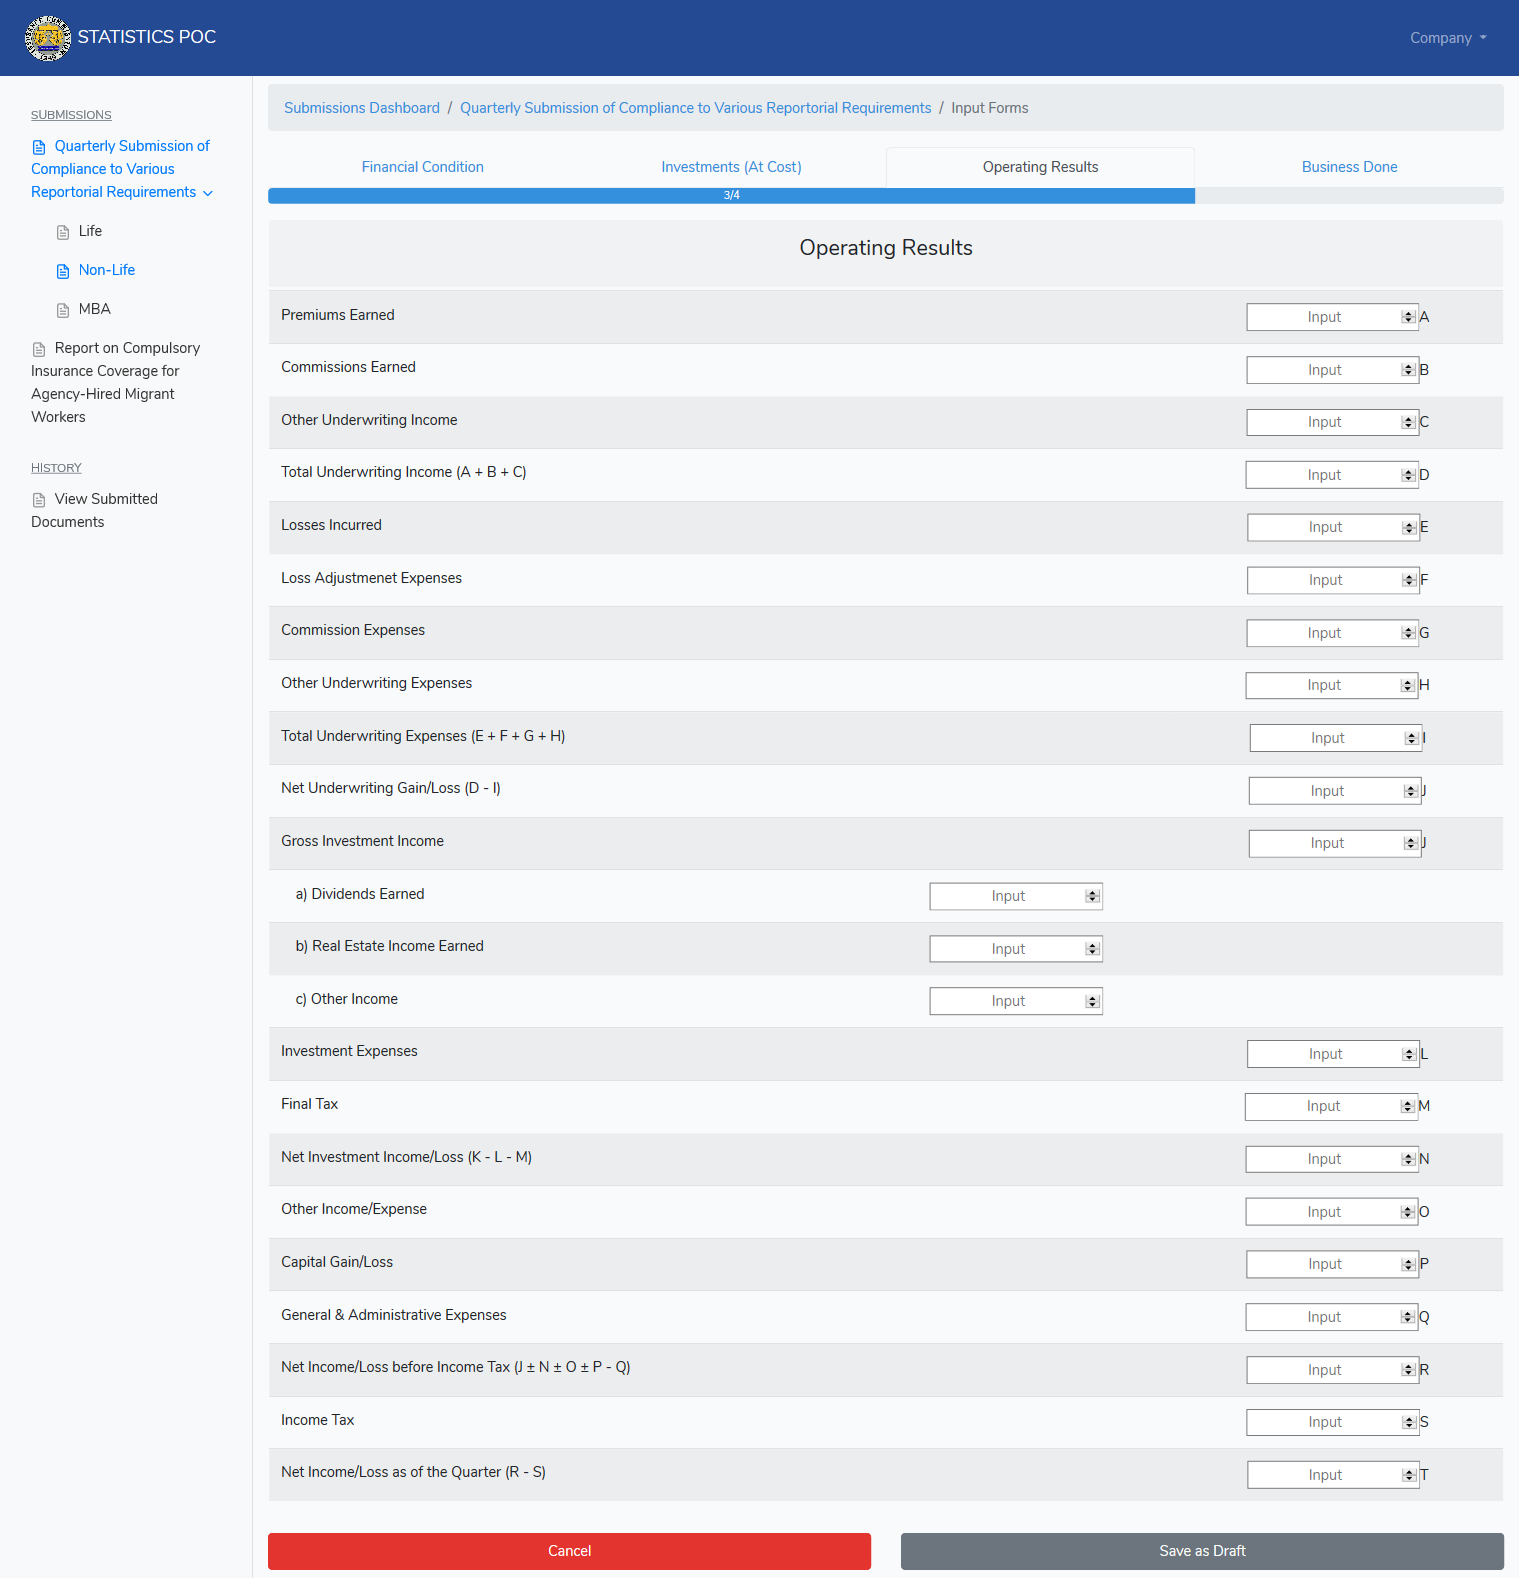 STATISTICS POC
Company
SUBMISSIONS
Quarterly Submission of
Compliance to Various
Reportorial Requirements
Life
Non-Life
MBA
Report on Compulsory
Insurance Coverage for
Agency-Hired Migrant
Workers
HISTORY
View Submitted
Documents
Submissions Dashboard / Quarterly Submission of Compliance to Various Reportorial Requirements / Input Forms
Financial Condition Investments (At Cost) Operating Results Business Done
3/4
Operating Results
Premiums Earned Input A
Commissions Earned Input B
Other Underwriting Income Input C
Total Underwriting Income (A + B + C) Input D
Losses Incurred Input E
Loss Adjustmenet Expenses Input F
Commission Expenses Input G
Other Underwriting Expenses Input H
Total Underwriting Expenses (E + F + G + H) Input I
Net Underwriting Gain/Loss (D - I) Input J
Gross Investment Income Input J
a) Dividends Earned Input
b) Real Estate Income Earned Input
c) Other Income Input
Investment Expenses Input L
Final Tax Input M
Net Investment Income/Loss (K - L - M) Input N
Other Income/Expense Input O
Capital Gain/Loss Input P
General & Administrative Expenses Input Q
Net Income/Loss before Income Tax (J ± N ± O ± P - Q) Input R
Income Tax Input S
Net Income/Loss as of the Quarter (R - S) Input T
Cancel Save as Draft